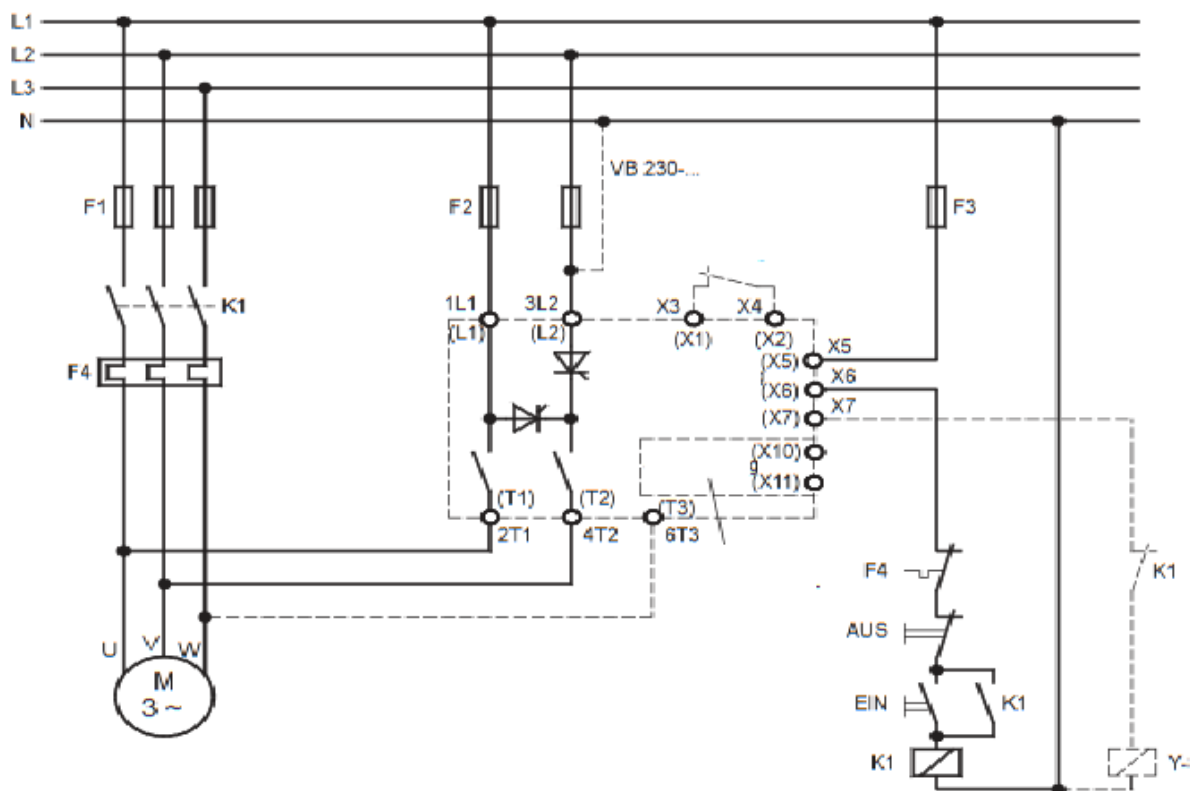 L1
L2
L3
N
VB 230-...
F1
F2
F3
K1
1L1
3L2
X3
X4
(L1)
(L2)
(X1)
(X2)
X5
(X5)
F4
X6
(X6)
X7
(X7)
(X10)
9
(X11)
(T1)
(T2)
(T3)
2T1
4T2
6T3
F4
K1
AUS
U
V
W
M
3 ~
EIN
K1
K1
Y-